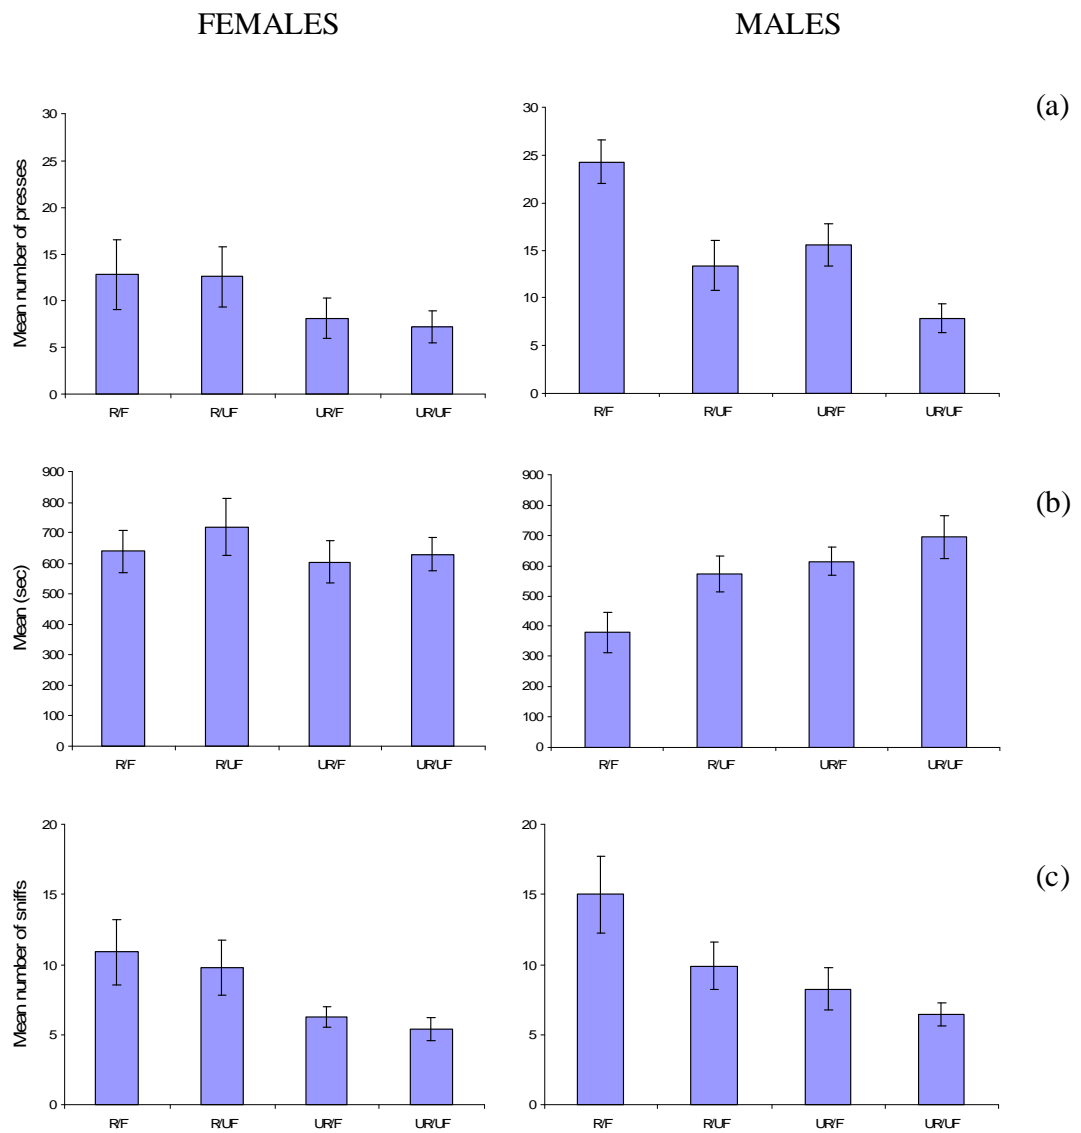 FEMALES
MALES
(a)
Mean number of presses
30
25
20
15
10
5
0
R/F
R/UF
UR/F
UR/UF
30
25
20
15
10
5
0
R/F
R/UF
UR/F
UR/UF
(b)
Mean (sec)
900
800
700
600
500
400
300
200
100
0
R/F
R/UF
UR/F
UR/UF
900
800
700
600
500
400
300
200
100
0
R/F
R/UF
UR/F
UR/UF
(c)
Mean number of sniffs
20
15
10
5
0
R/F
R/UF
UR/F
UR/UF
20
15
10
5
0
R/F
R/UF
UR/F
UR/UF